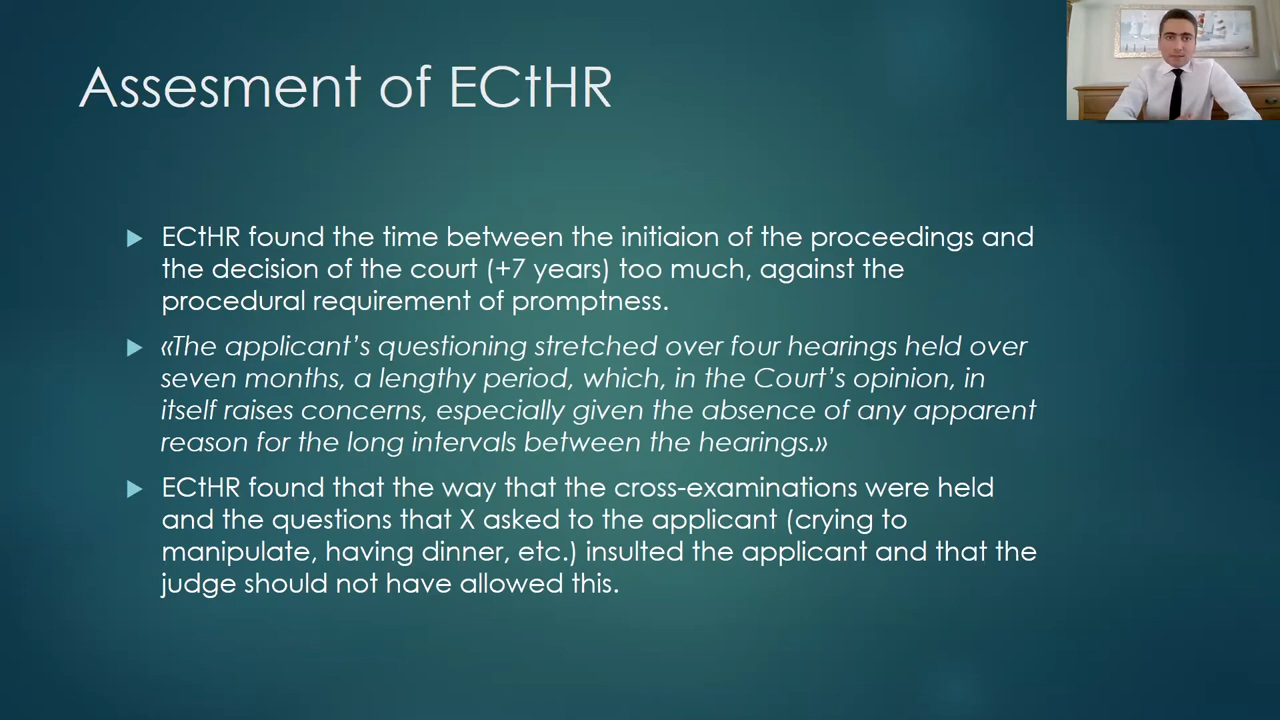 Assesment of ECtHR
ECtHR found the time between the initiaion of the proceedings and
the decision of the court (+7 years) too much, against the
procedural requirement of promptness.
«The applicant's questioning stretched over four hearings held over
seven months, a lengthy period, which, in the Court's opinion, in
itself raises concerns, especially given the absence of any apparent
reason for the long intervals between the hearings.»
ECtHR found that the way that the cross-examinations were held
and the questions that X asked to the applicant (crying to
manipulate, having dinner, etc.) insulted the applicant and that the
judge should not have allowed this.